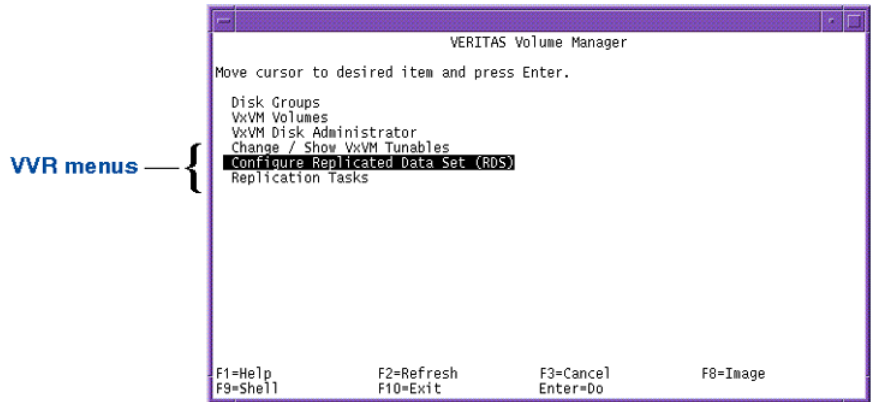 VERITAS Volume Manager
Move cursor to desired item and press Enter.
Disk Groups
VxVM Volumes
VxVM Disk Administrator
Change / Show VxVM Tunables
Configure Replicated Data Set (RDS)
Replication Tasks
VVR menus
F1=Help F2=Refresh F3=Cancel F8=Image
F9=Shell F10=Exit Enter=Do